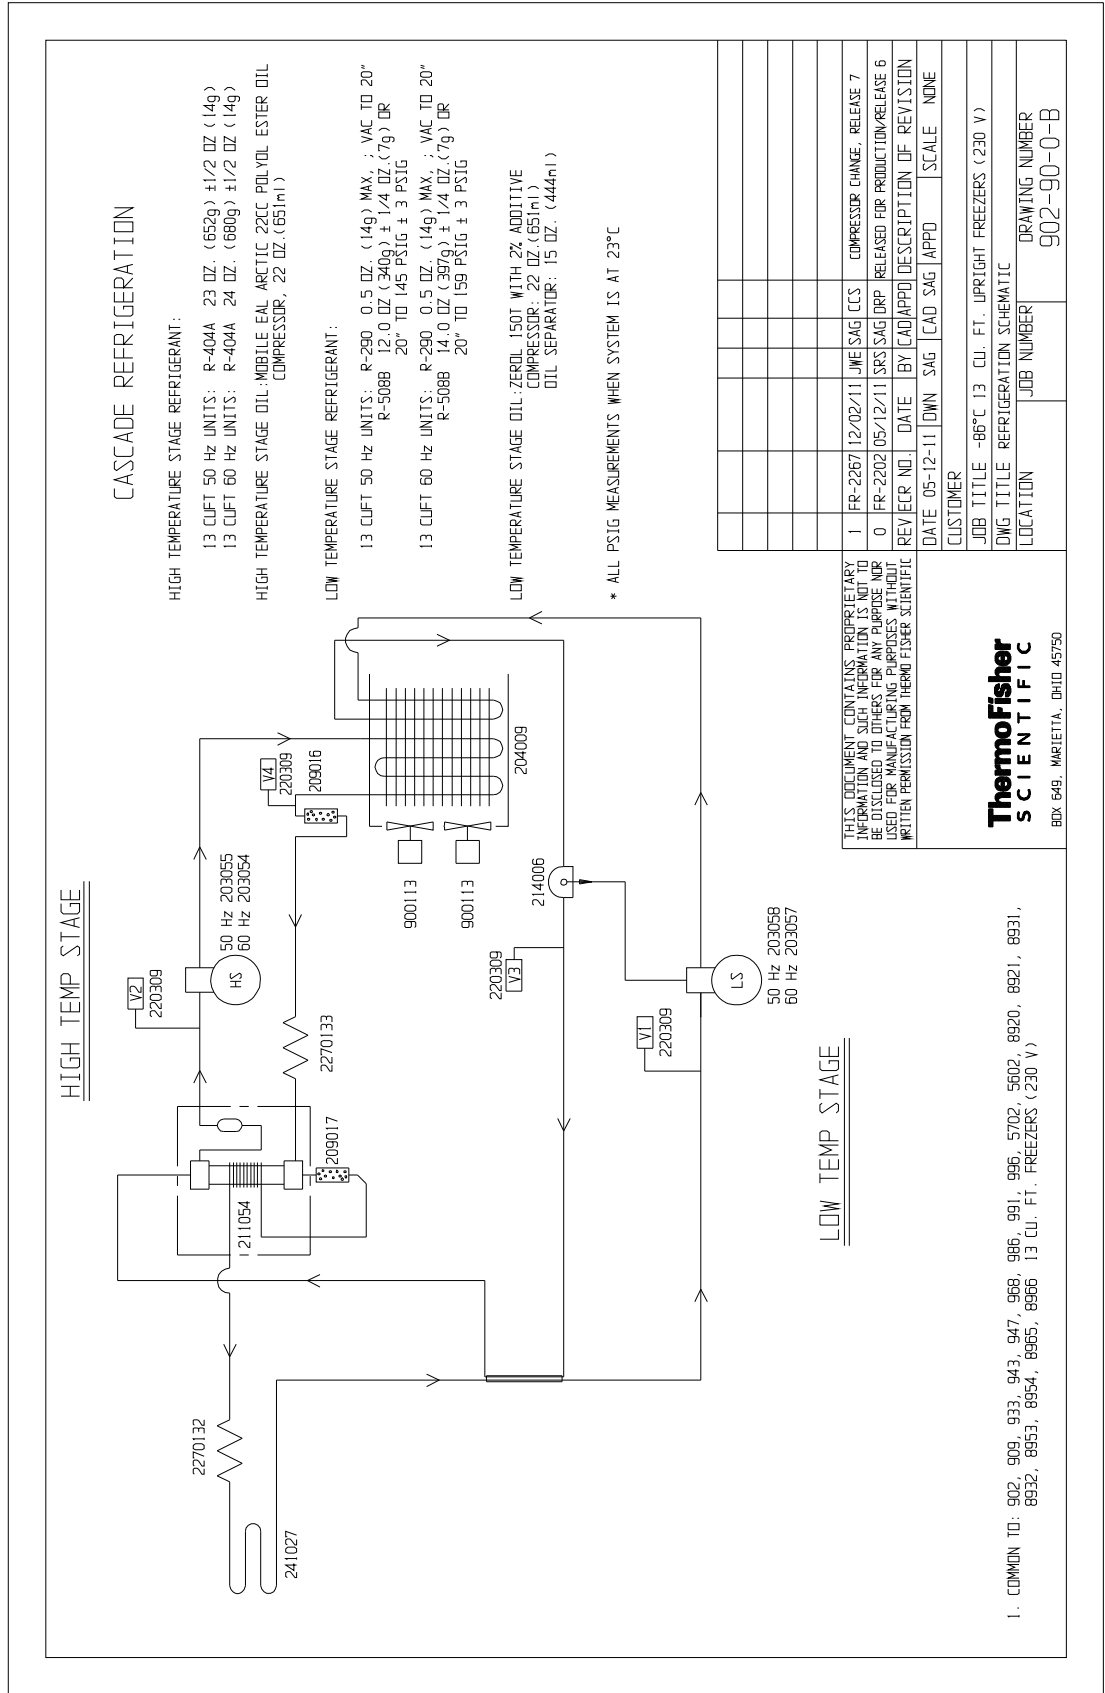 CASCADE REFRIGERATION
HIGH TEMPERATURE STAGE REFRIGERANT:
13 CUFT 50 Hz UNITS: R-404A 23 OZ. (652g) ±1/2 OZ (14g)
13 CUFT 60 Hz UNITS: R-404A 24 OZ. (680g) ±1/2 OZ (14g)
HIGH TEMPERATURE STAGE OIL:MOBILE EAL ARCTIC 22CC POLYOL ESTER OIL
COMPRESSOR, 22 OZ.(651ml)
LOW TEMPERATURE STAGE REFRIGERANT:
13 CUFT 50 Hz UNITS: R-290 0.5 OZ. (14g) MAX, ; VAC TO 20"
R-508B 12.0 OZ (340g) ± 1/4 OZ.(7g) OR
20" TO 145 PSIG ± 3 PSIG
13 CUFT 60 Hz UNITS: R-290 0.5 OZ. (14g) MAX, ; VAC TO 20"
R-508B 14.0 OZ (397g) ± 1/4 OZ.(7g) OR
20" TO 159 PSIG ± 3 PSIG
LOW TEMPERATURE STAGE OIL:ZEROL 150T WITH 2% ADDITIVE
COMPRESSOR: 22 OZ.(651ml)
OIL SEPARATOR: 15 OZ. (444ml)
* ALL PSIG MEASUREMENTS WHEN SYSTEM IS AT 23°C
HIGH TEMP STAGE
V2
220309
HS
50 Hz 203055
60 Hz 203054
V4
220309
209016
204009
900113
900113
2270133
209017
211054
2270132
241027
214006
V3
220309
LS
50 Hz 203058
60 Hz 203057
V1
220309
LOW TEMP STAGE
1. COMMON TO: 902, 909, 933, 943, 947, 968, 986, 991, 996, 5702, 5602, 8920, 8921, 8931,
8932, 8953, 8954, 8965, 8966 13 CU. FT. FREEZERS (230 V)
THIS DOCUMENT CONTAINS PROPRIETARY
INFORMATION AND SUCH INFORMATION IS NOT TO
BE DISCLOSED TO OTHERS FOR ANY PURPOSE NOR
USED FOR MANUFACTURING PURPOSES WITHOUT
WRITTEN PERMISSION FROM THERMO FISHER SCIENTIFIC
ThermoFisher
SCIENTIFIC
BOX 649, MARIETTA, OHIO 45750
1 FR-2267 12/02/11 JWE SAG CCS COMPRESSOR CHANGE, RELEASE 7
0 FR-2202 05/12/11 SRS SAG DRP RELEASED FOR PRODUCTION/RELEASE 6
REV ECR NO. DATE BY CAD APPD DESCRIPTION OF REVISION
DATE 05-12-11 DWN SAG CAD SAG APPD SCALE NONE
CUSTOMER
JOB TITLE -86°C 13 CU. FT. UPRIGHT FREEZERS (230 V)
DWG TITLE REFRIGERATION SCHEMATIC
LOCATION JOB NUMBER DRAWING NUMBER
902-90-0-B